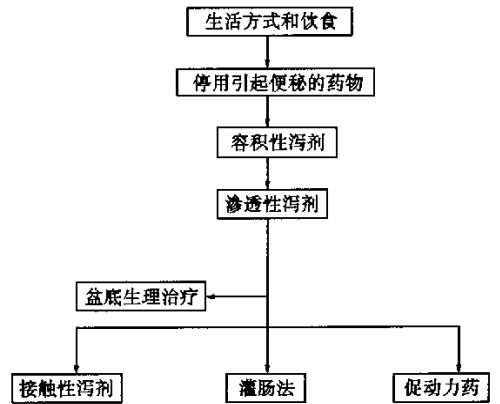 生活方式和饮食
停用引起便秘的药物
容积性泻剂
渗透性泻剂
盆底生理治疗
接触性泻剂
灌肠法
促动力药